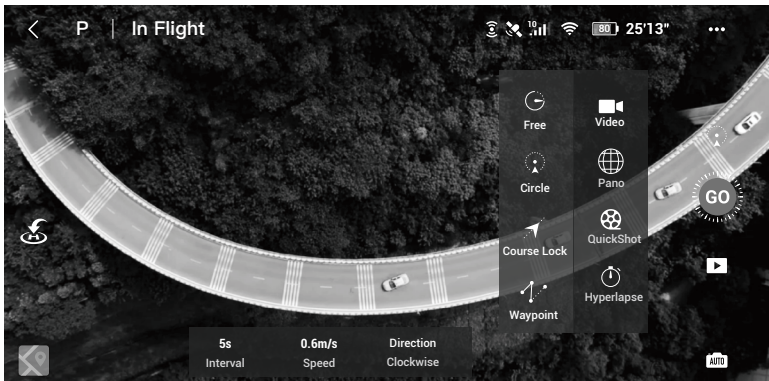 P In Flight 10 80 25'13"
Free Video
Circle Pano
Course Lock QuickShot
Waypoint Hyperlapse
GO
5s 0.6m/s Direction
Interval Speed Clockwise
AUTO
H